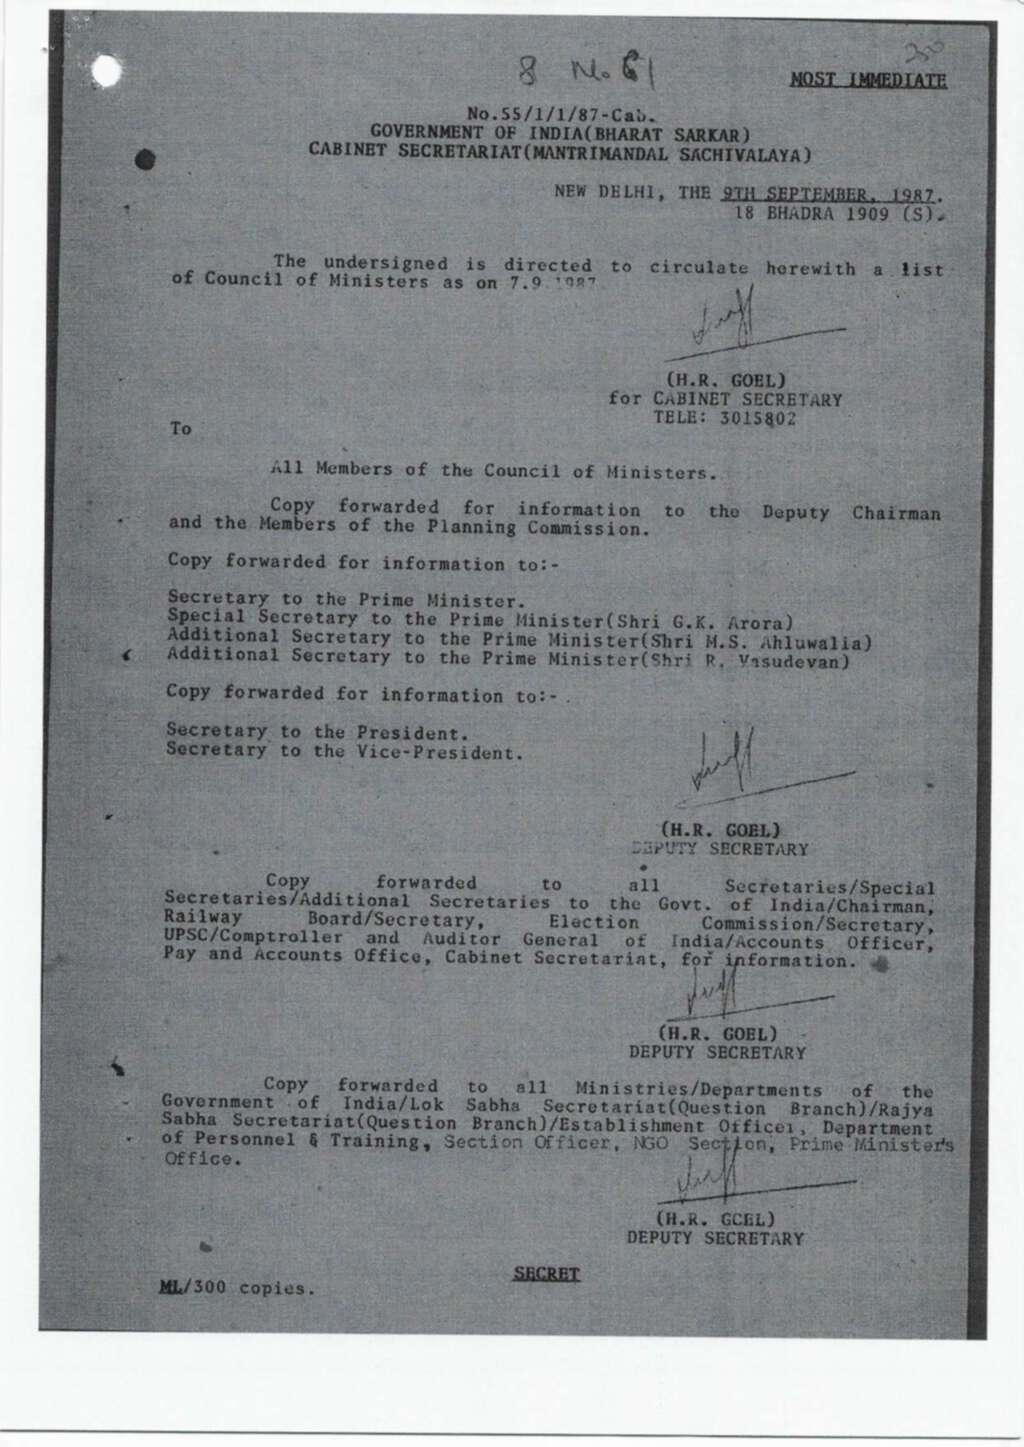 30
8 No 61
MOST IMMEDIATE
No.55/1/1/87-Cab.
GOVERNMENT OF INDIA(BHARAT SARKAR)
CABINET SECRETARIAT(MANTRIMANDAL SACHIVALAYA)
NEW DELHI, THE 9TH SEPTEMBER, 1987.
18 BHADRA 1909 (S).
The undersigned is directed to circulate herewith a list
of Council of Ministers as on 7.9.1987
(H.R. GOEL)
for CABINET SECRETARY
TELE: 3015802
To
All Members of the Council of Ministers.
Copy forwarded for information to the Deputy Chairman
and the Members of the Planning Commission.
Copy forwarded for information to:-
Secretary to the Prime Minister.
Special Secretary to the Prime Minister(Shri G.K. Arora)
Additional Secretary to the Prime Minister(Shri M.S. Ahluwalia)
Additional Secretary to the Prime Minister(Shri R. Vasudevan)
Copy forwarded for information to:-
Secretary to the President.
Secretary to the Vice-President.
(H.R. GOEL)
DEPUTY SECRETARY
Copy forwarded to all Secretaries/Special
Secretaries/Additional Secretaries to the Govt. of India/Chairman,
Railway Board/Secretary, Election Commission/Secretary,
UPSC/Comptroller and Auditor General of India/Accounts Officer,
Pay and Accounts Office, Cabinet Secretariat, for information.
(H.R. GOEL)
DEPUTY SECRETARY
Copy forwarded to all Ministries/Departments of the
Government of India/Lok Sabha Secretariat(Question Branch)/Rajya
Sabha Secretariat(Question Branch)/Establishment Officer, Department
of Personnel & Training, Section Officer, NGO Section, Prime Minister's
Office.
(H.R. GOEL)
DEPUTY SECRETARY
SECRET
ML/300 copies.